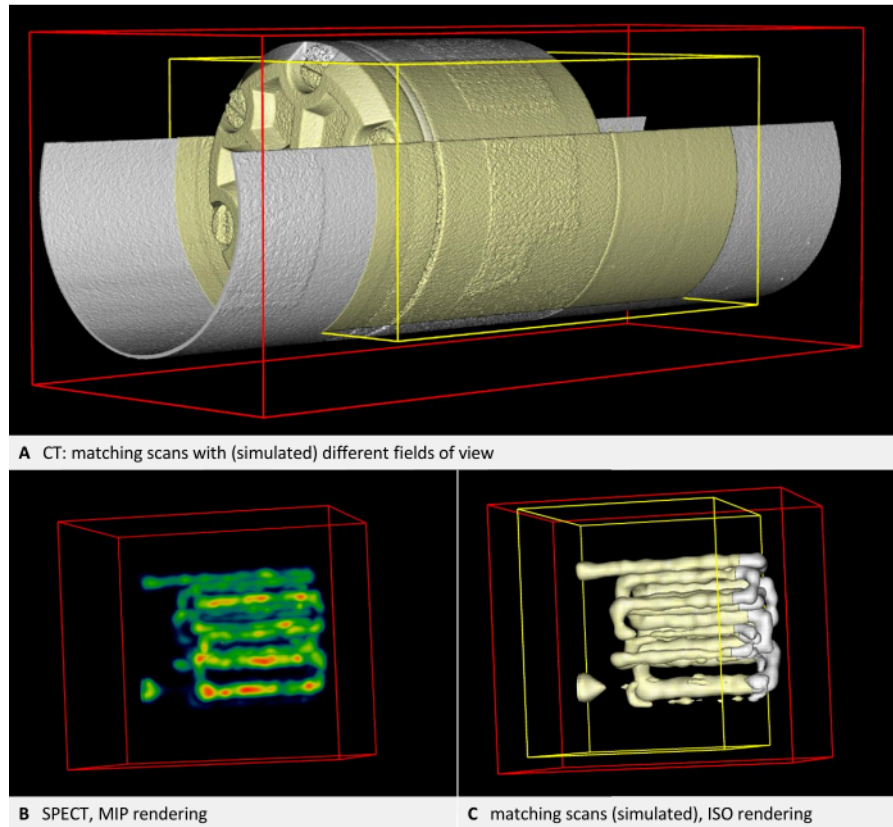 A CT: matching scans with (simulated) different fields of view
B SPECT, MIP rendering
C matching scans (simulated), ISO rendering